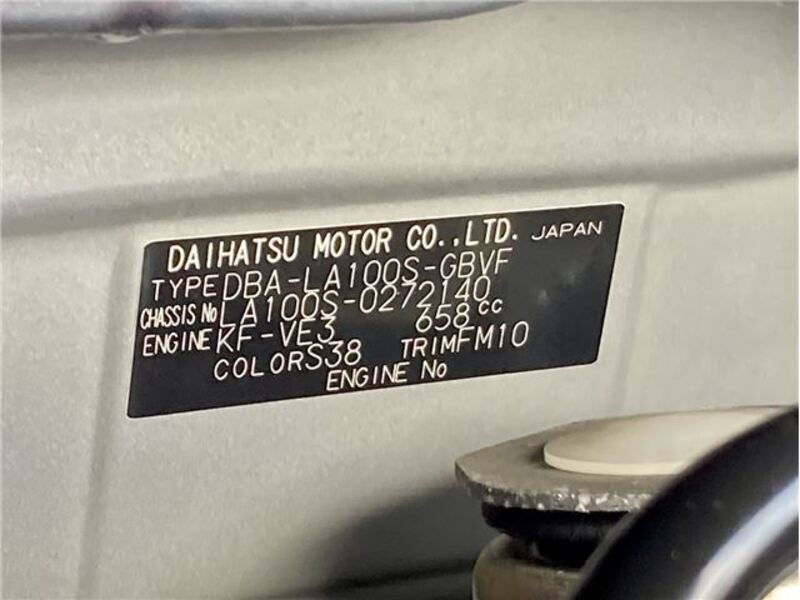 DAIHATSU MOTOR CO.,LTD. JAPAN
TYPE DBA-LA100S-GBVF
CHASSIS No LA100S-0272140
ENGINE KF-VE3 658cc
COLOR S38 TRIM FM10
ENGINE No